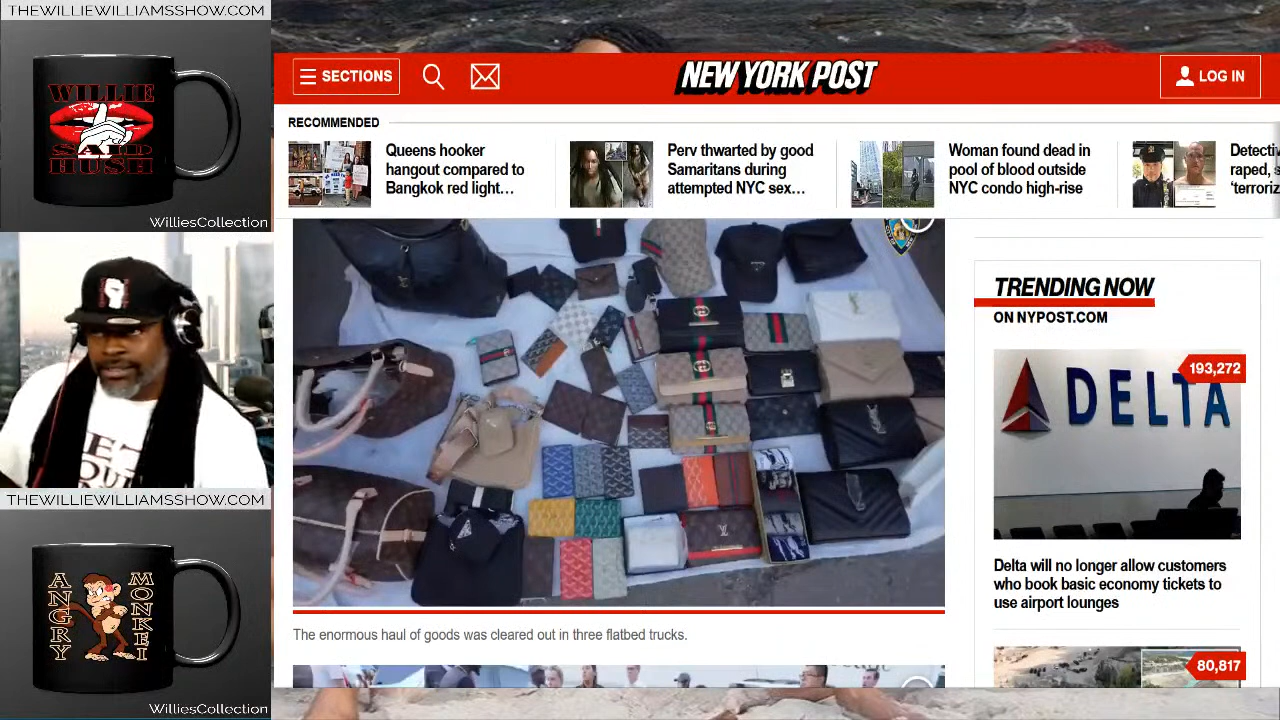 THEWILLIEWILLIAMSSHOW.COM
WILLIE
SAID
HUSH
WilliesCollection
THEWILLIEWILLIAMSSHOW.COM
ANGRY
MONKEI
WilliesCollection
SECTIONS
NEW YORK POST
LOG IN
RECOMMENDED
Queens hooker
hangout compared to
Bangkok red light...
Perv thwarted by good
Samaritans during
attempted NYC sex...
Woman found dead in
pool of blood outside
NYC condo high-rise
Detecti
raped, s
'terroriz
The enormous haul of goods was cleared out in three flatbed trucks.
TRENDING NOW
ON NYPOST.COM
193,272
DELTA
Delta will no longer allow customers
who book basic economy tickets to
use airport lounges
80,817